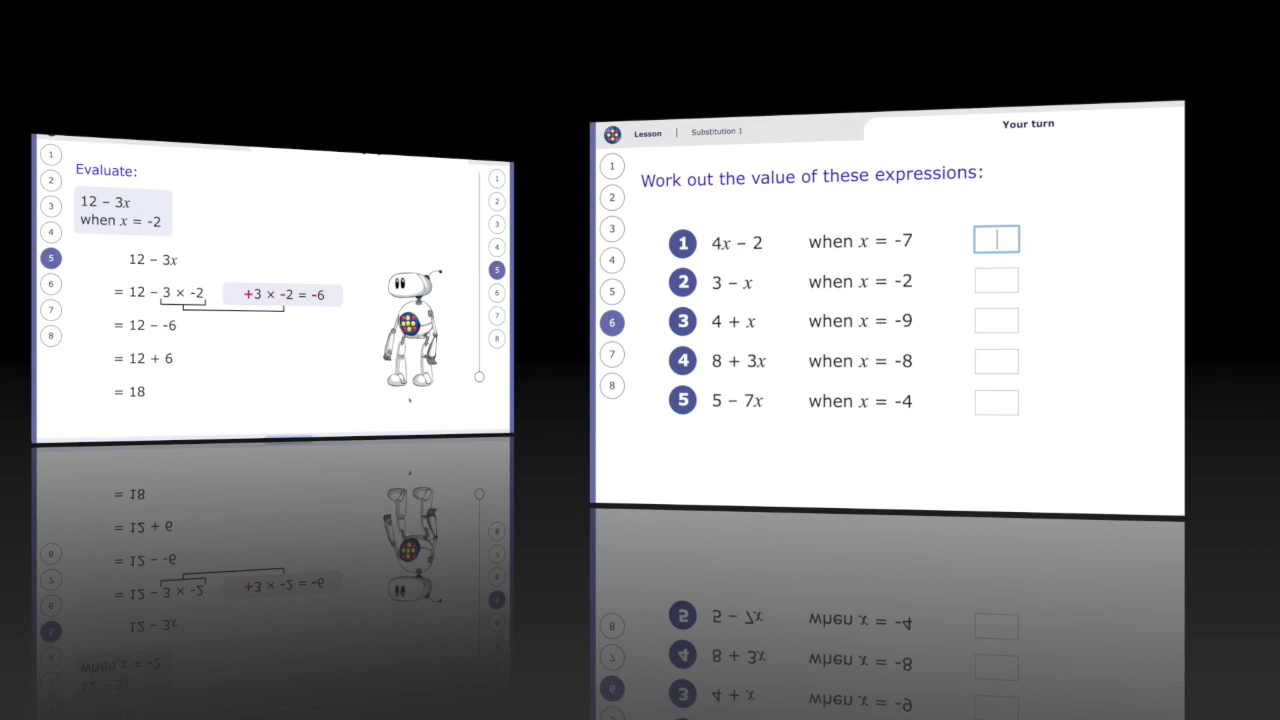 1
2
3
4
5
6
7
8
Evaluate:
12 – 3x
when x = -2
12 – 3x
= 12 – 3 × -2
+3 × -2 = -6
= 12 – -6
= 12 + 6
= 18
1
2
3
4
5
6
7
8
Lesson | Substitution 1
Your turn
1
2
3
4
5
6
7
8
Work out the value of these expressions:
1 4x – 2 when x = -7
2 3 – x when x = -2
3 4 + x when x = -9
4 8 + 3x when x = -8
5 5 – 7x when x = -4